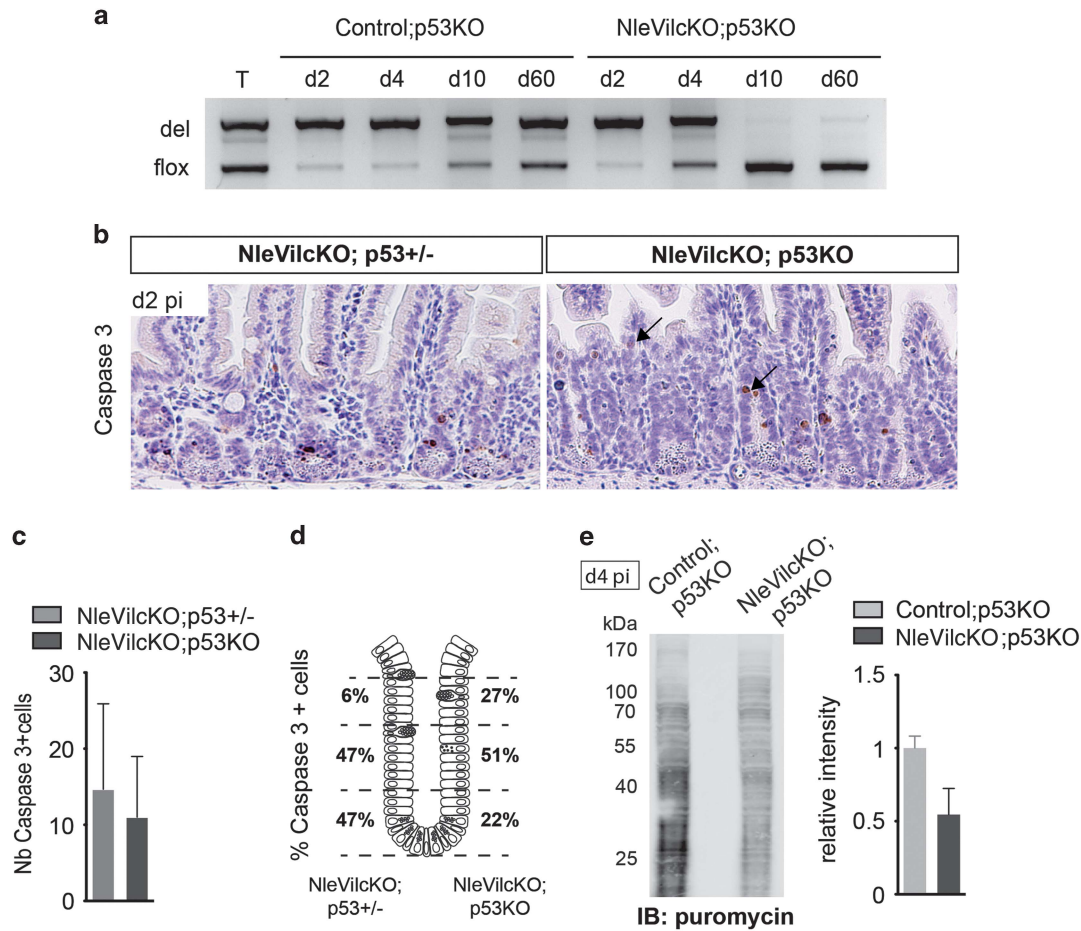 a
Control;p53KO NleVilcKO;p53KO
T d2 d4 d10 d60 d2 d4 d10 d60
del
flox
b
NleVilcKO; p53+/- NleVilcKO; p53KO
d2 pi
Caspase 3
c
NleVilcKO;p53+/-
NleVilcKO;p53KO
Nb Caspase 3+cells
30
20
10
0
d
% Caspase 3 + cells
6% 27%
47% 51%
47% 22%
NleVilcKO;
p53+/-
NleVilcKO;
p53KO
e
d4 pi
Control;
p53KO
NleVilcKO;
p53KO
kDa
170
100
70
55
40
25
IB: puromycin
Control;p53KO
NleVilcKO;p53KO
relative intensity
1.5
1
0.5
0